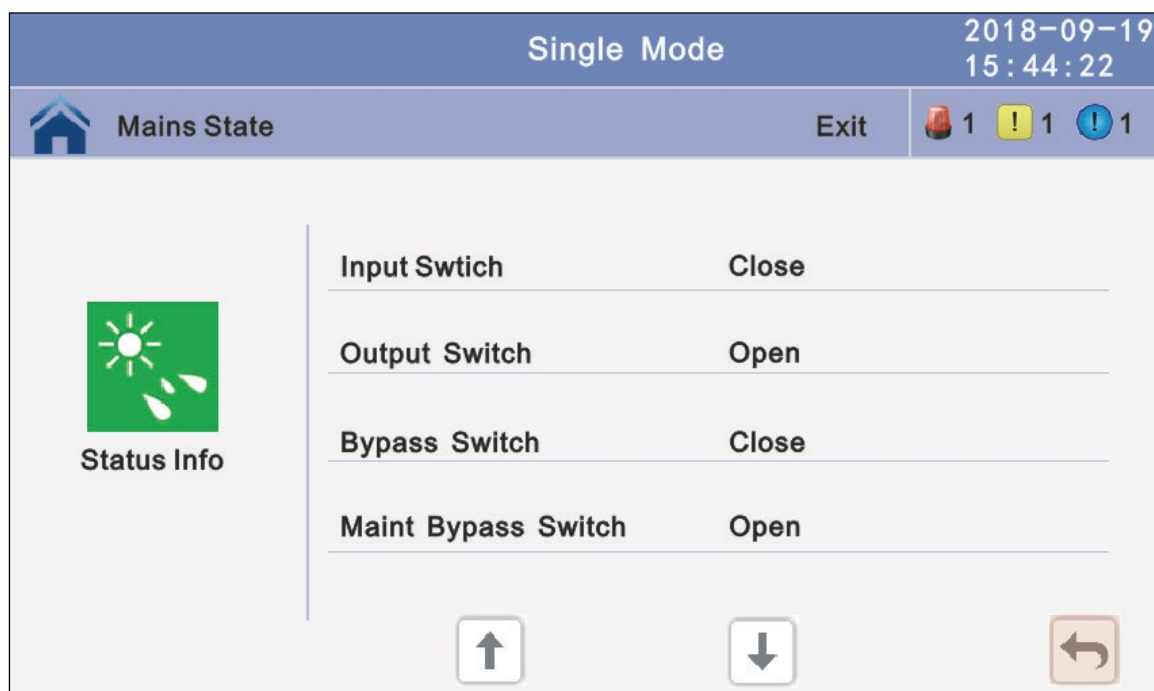 Single Mode
2018-09-19
15:44:22
Mains State
Exit
1
! 1
! 1
Input Swtich Close
Output Switch Open
Bypass Switch Close
Maint Bypass Switch Open
Status Info